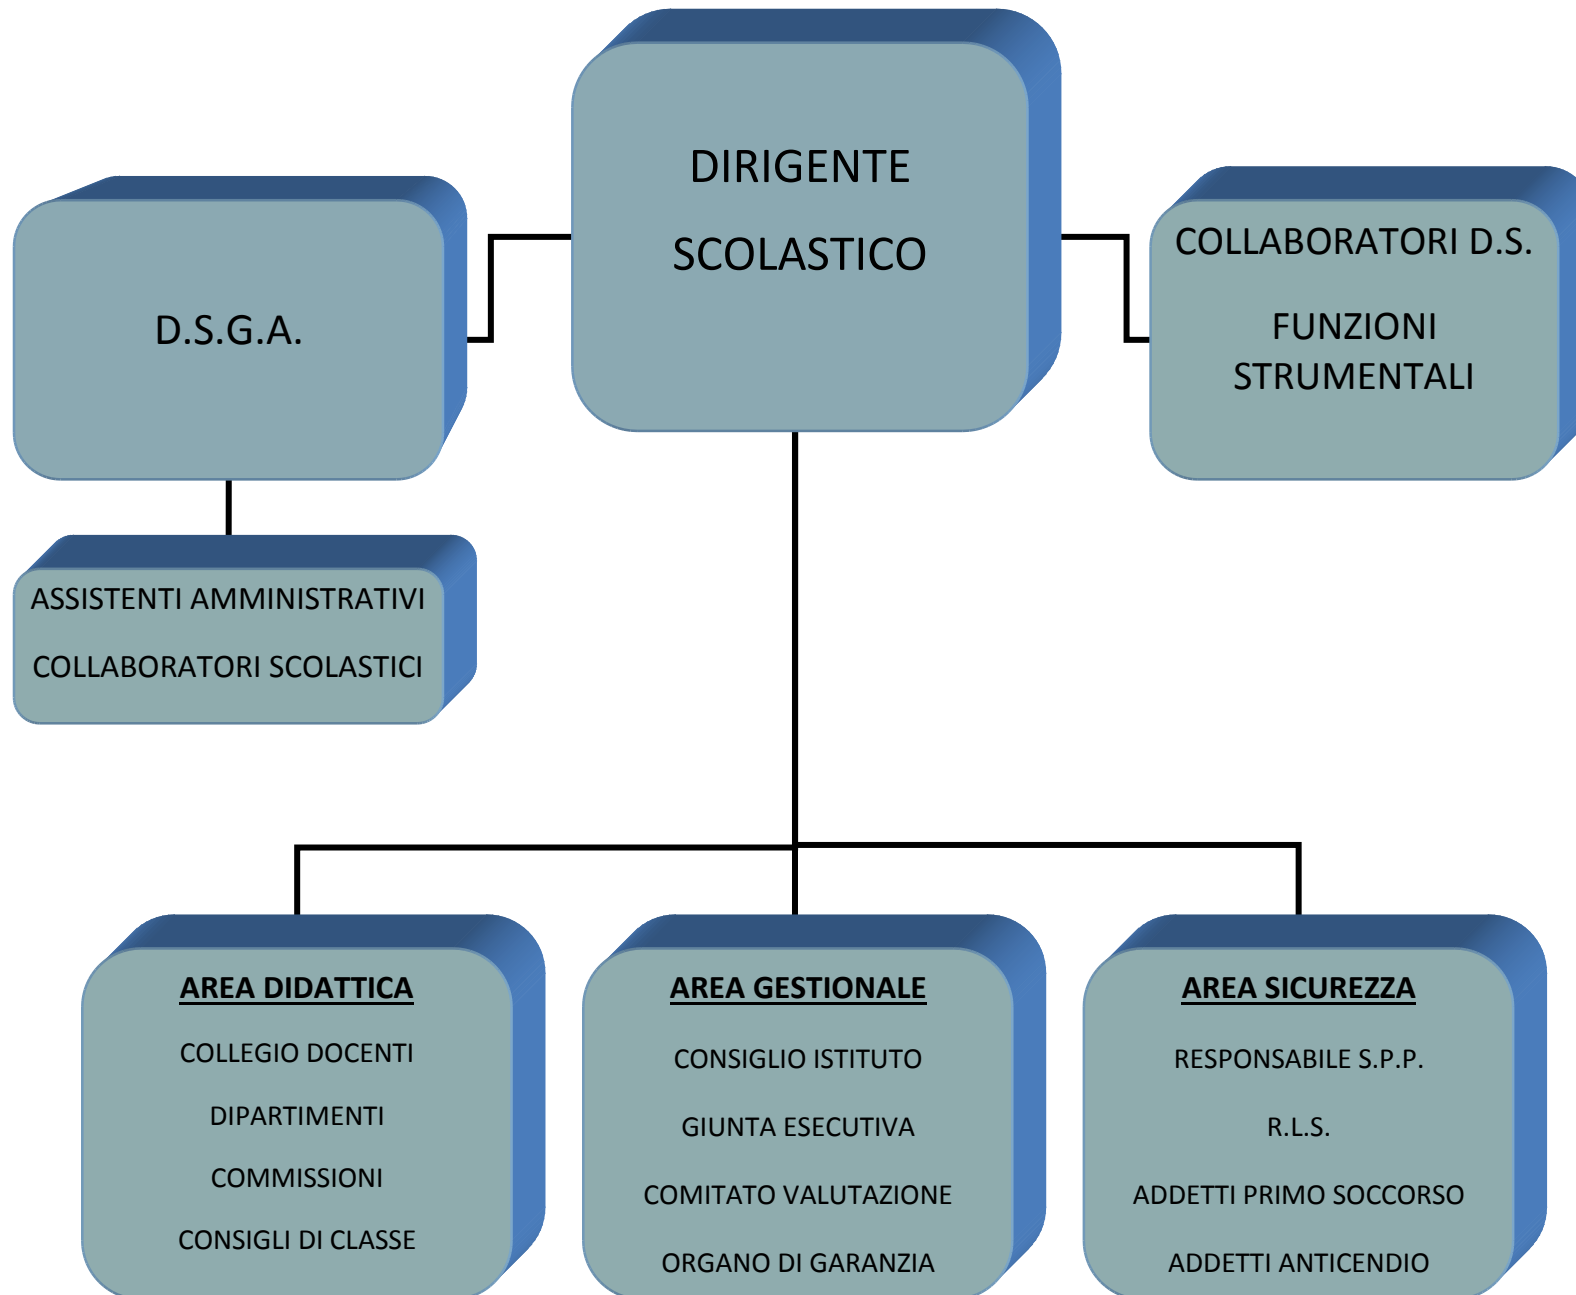 DIRIGENTE
SCOLASTICO
D.S.G.A.
COLLABORATORI D.S.
FUNZIONI
STRUMENTALI
ASSISTENTI AMMINISTRATIVI
COLLABORATORI SCOLASTICI
AREA DIDATTICA
COLLEGIO DOCENTI
DIPARTIMENTI
COMMISSIONI
CONSIGLI DI CLASSE
AREA GESTIONALE
CONSIGLIO ISTITUTO
GIUNTA ESECUTIVA
COMITATO VALUTAZIONE
ORGANO DI GARANZIA
AREA SICUREZZA
RESPONSABILE S.P.P.
R.L.S.
ADDETTI PRIMO SOCCORSO
ADDETTI ANTICENDIO